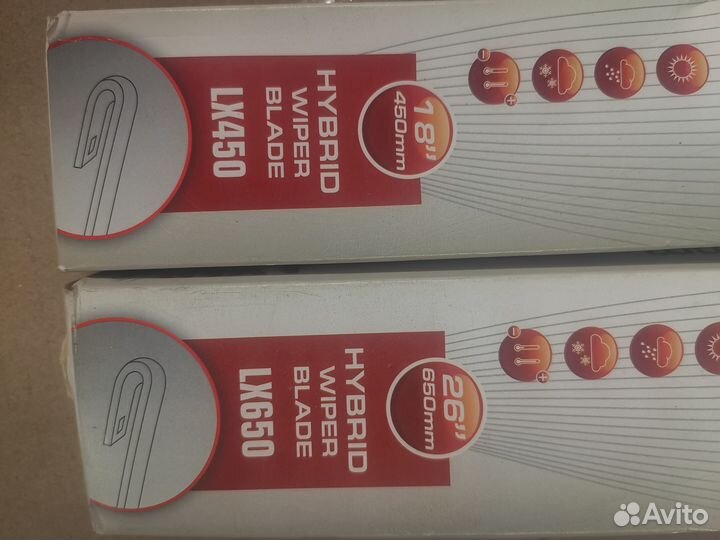 HYBRID
WIPER
BLADE
LX450
18”
450mm
HYBRID
WIPER
BLADE
LX650
26”
650mm
Avito